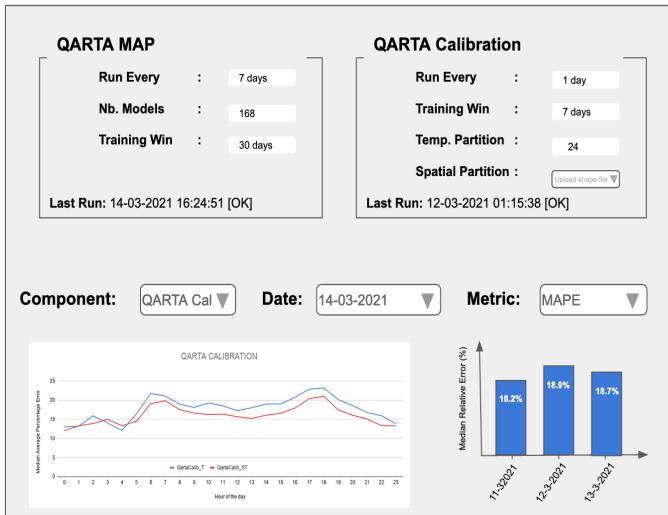 QARTA MAP
Run Every : 7 days
Nb. Models : 168
Training Win : 30 days
Last Run: 14-03-2021 16:24:51 [OK]
QARTA Calibration
Run Every : 1 day
Training Win : 7 days
Temp. Partition : 24
Spatial Partition : Upload shape file
Last Run: 12-03-2021 01:15:38 [OK]
Component: QARTA Cal
Date: 14-03-2021
Metric: MAPE
QARTA CALIBRATION
Median Average Percentage Error
25
20
15
10
5
0
QartaCalib_T QartaCalib_ST
0 1 2 3 4 5 6 7 8 9 10 11 12 13 14 15 16 17 18 19 20 21 22 23
Hour of the day
Median Relative Error (%)
18.2% 18.9% 18.7%
11-32021 12-3-2021 13-3-2021